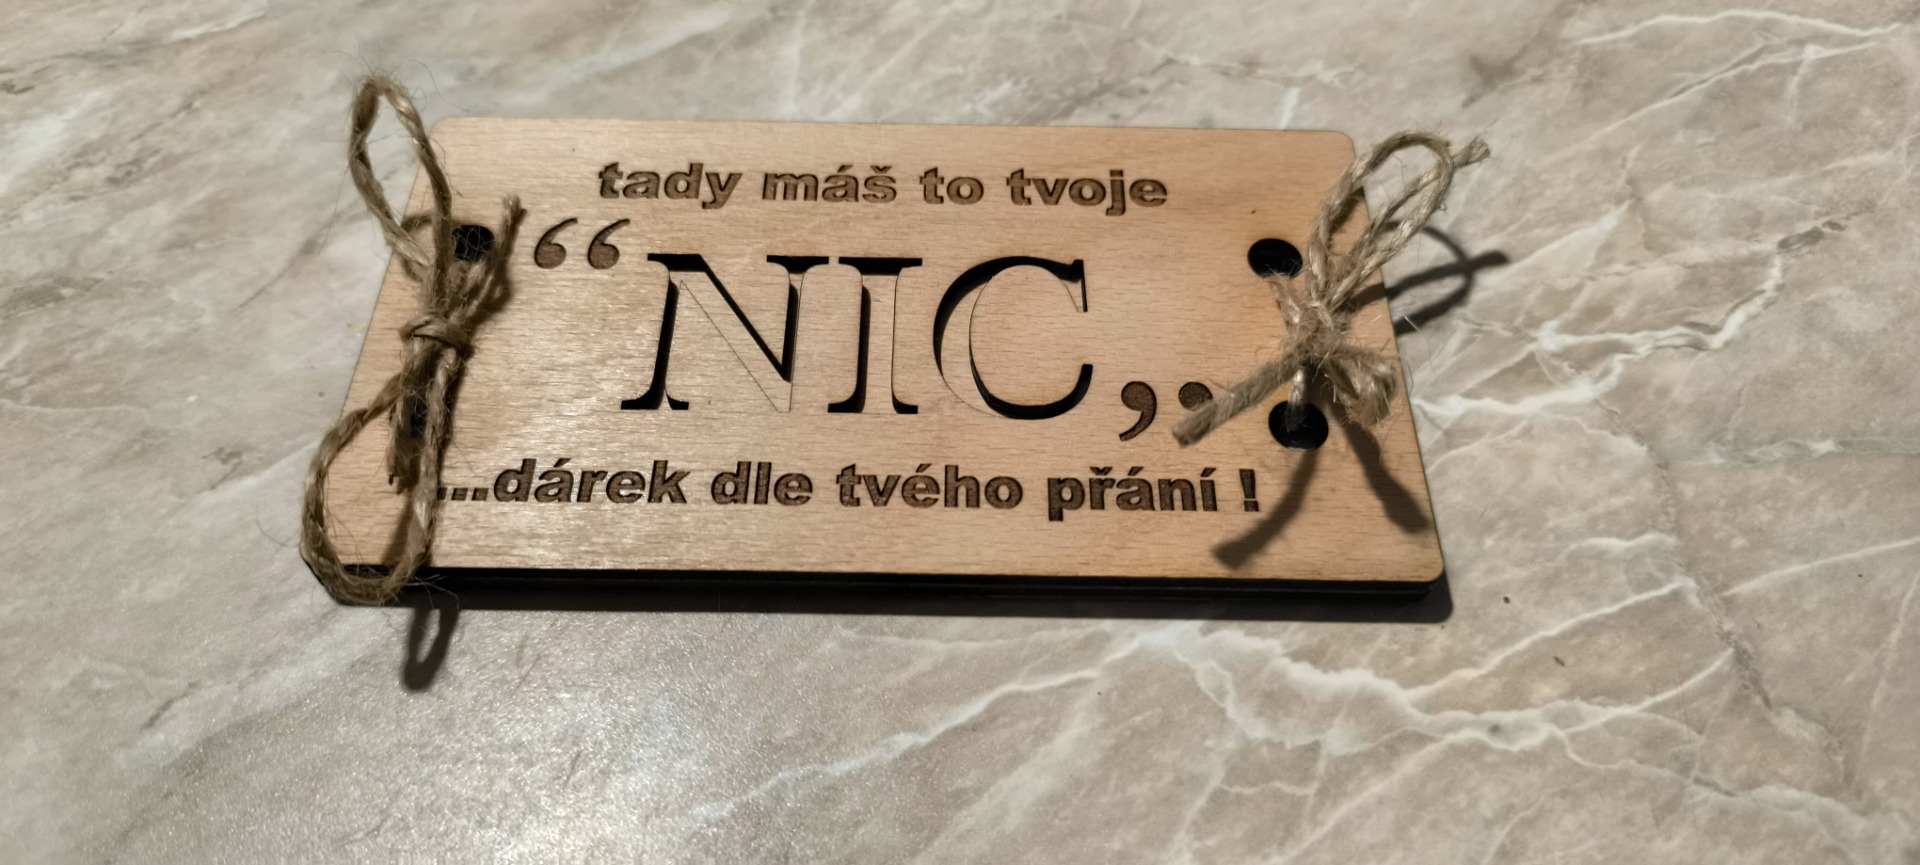 tady máš to tvoje
“NIC,,
...dárek dle tvého přání !